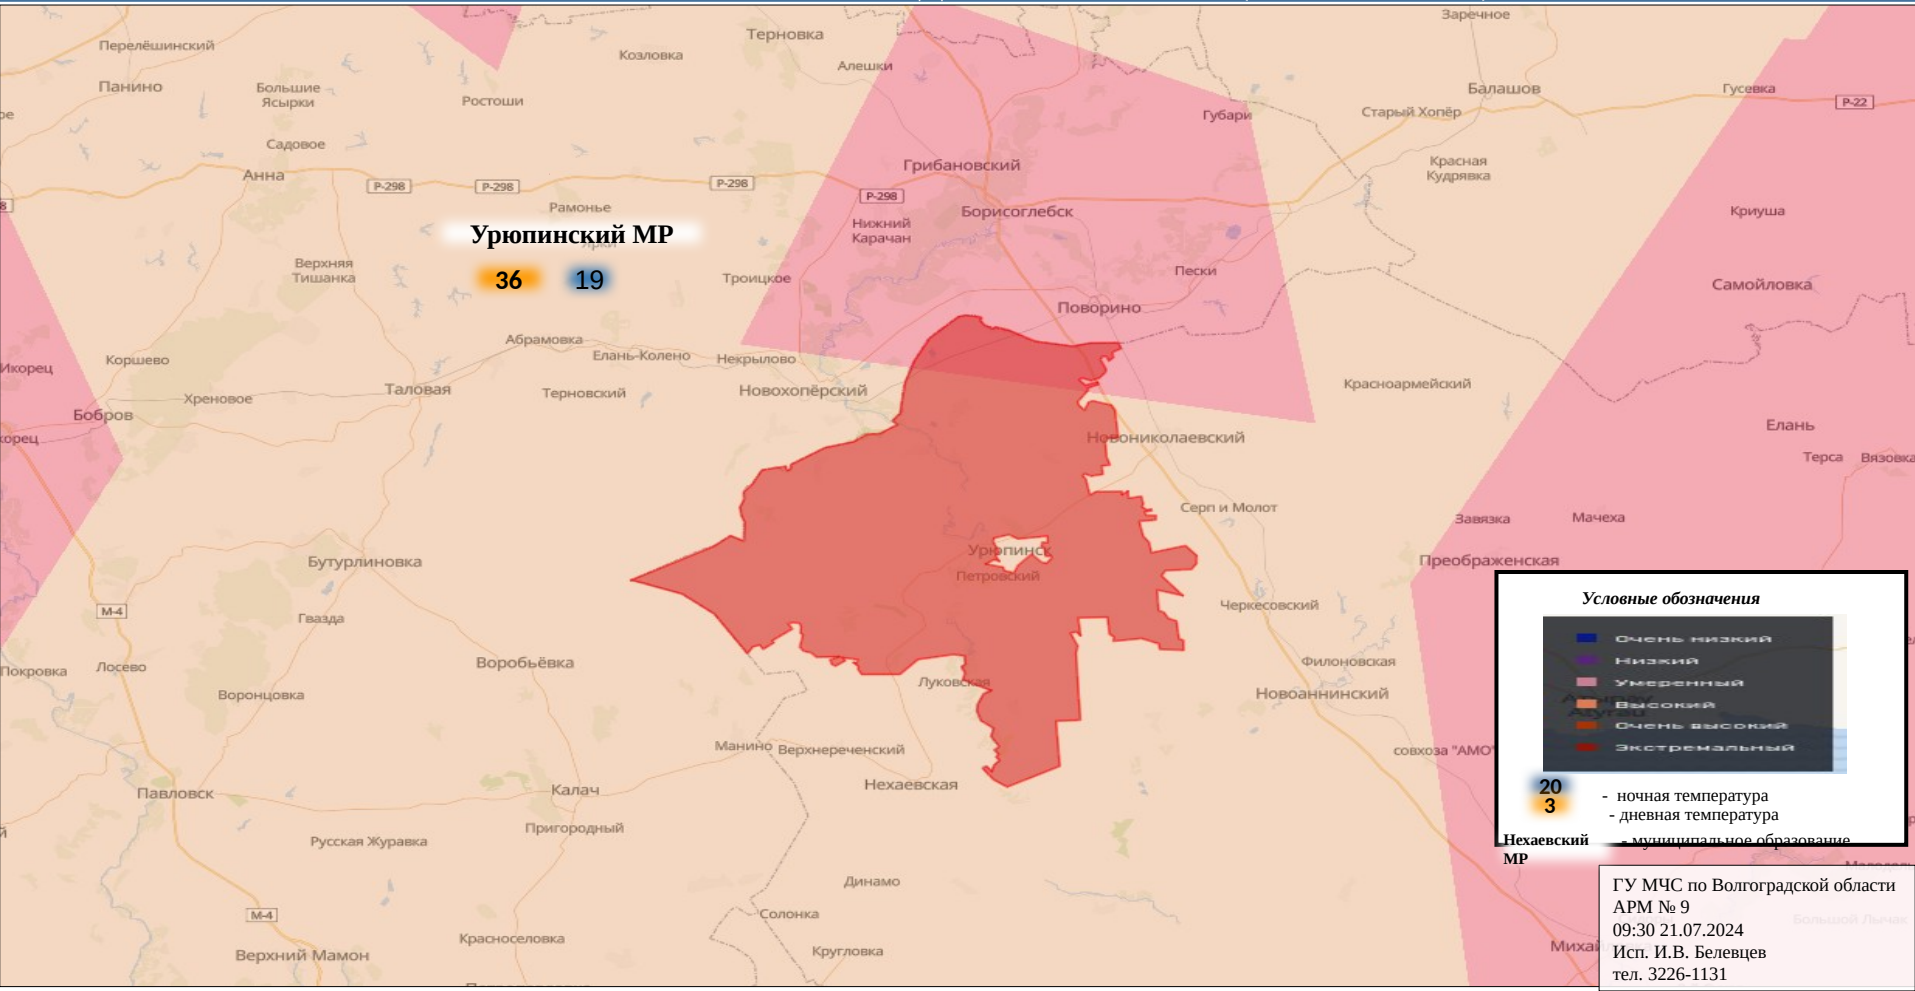 Заречное
Перелёшинский
Козловка
Терновка
Алешки
Панино
Большие
Ясырки
Ростоши
Балашов
Гусевка
Р-22
Старый Хопёр
Губари
Садовое
Анна
Р-298
Р-298
Р-298
Р-298
Грибановский
Красная
Кудрявка
Рамонье
Борисоглебск
Криуша
Нижний
Карачан
Урюпинский МР
36
19
Верхняя
Тишанка
Троицкое
Пески
Самойловка
Поворино
Абрамовка
Елань-Колено
Некрылово
Коршево
Икорец
Хреновое
Таловая
Терновский
Новохопёрский
Красноармейский
Бобров
корец
Новониколаевский
Елань
Терса
Вязовка
Серп и Молот
Завязка
Мачеха
Урюпинск
Петровский
Преображенская
Бутурлиновка
М-4
Гвазда
Черкесовский
Покровка
Лосево
Воробьёвка
Воронцовка
Луковская
Филоновская
Новоаннинский
Манино
Верхнереченский
совхоза "АМО"
Нехаевская
Павловск
Калач
Пригородный
Русская Журавка
Динамо
М-4
Солонка
Красноселовка
Верхний Мамон
Кругловка
Условные обозначения
Очень низкий
Низкий
Умеренный
Высокий
Очень высокий
Экстремальный
20
3
- ночная температура
- дневная температура
Нехаевский
МР
- муниципальное образование
ГУ МЧС по Волгоградской области
АРМ № 9
09:30 21.07.2024
Исп. И.В. Белевцев
тел. 3226-1131
Большой Лычак